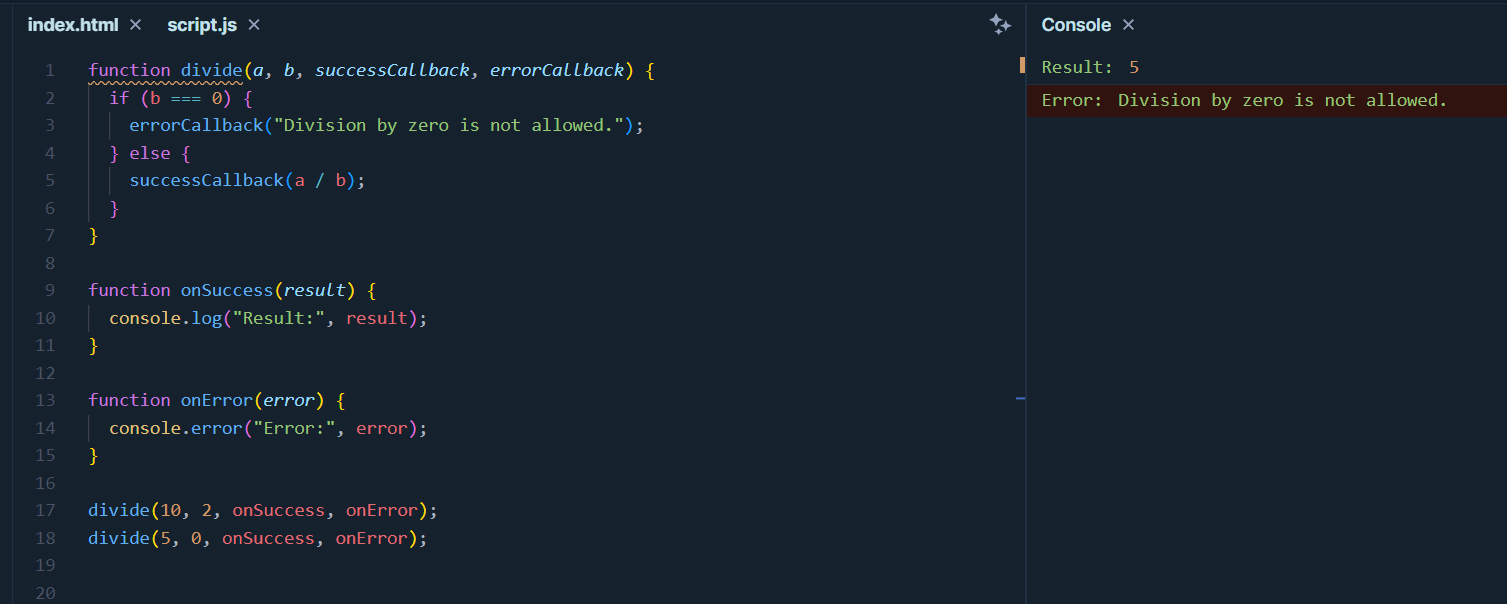 index.html × script.js ×
Console ×
1 function divide(a, b, successCallback, errorCallback) {
2   if (b === 0) {
3     errorCallback("Division by zero is not allowed.");
4   } else {
5     successCallback(a / b);
6   }
7 }
8
9 function onSuccess(result) {
10   console.log("Result:", result);
11 }
12
13 function onError(error) {
14   console.error("Error:", error);
15 }
16
17 divide(10, 2, onSuccess, onError);
18 divide(5, 0, onSuccess, onError);
19
20
Result: 5
Error: Division by zero is not allowed.